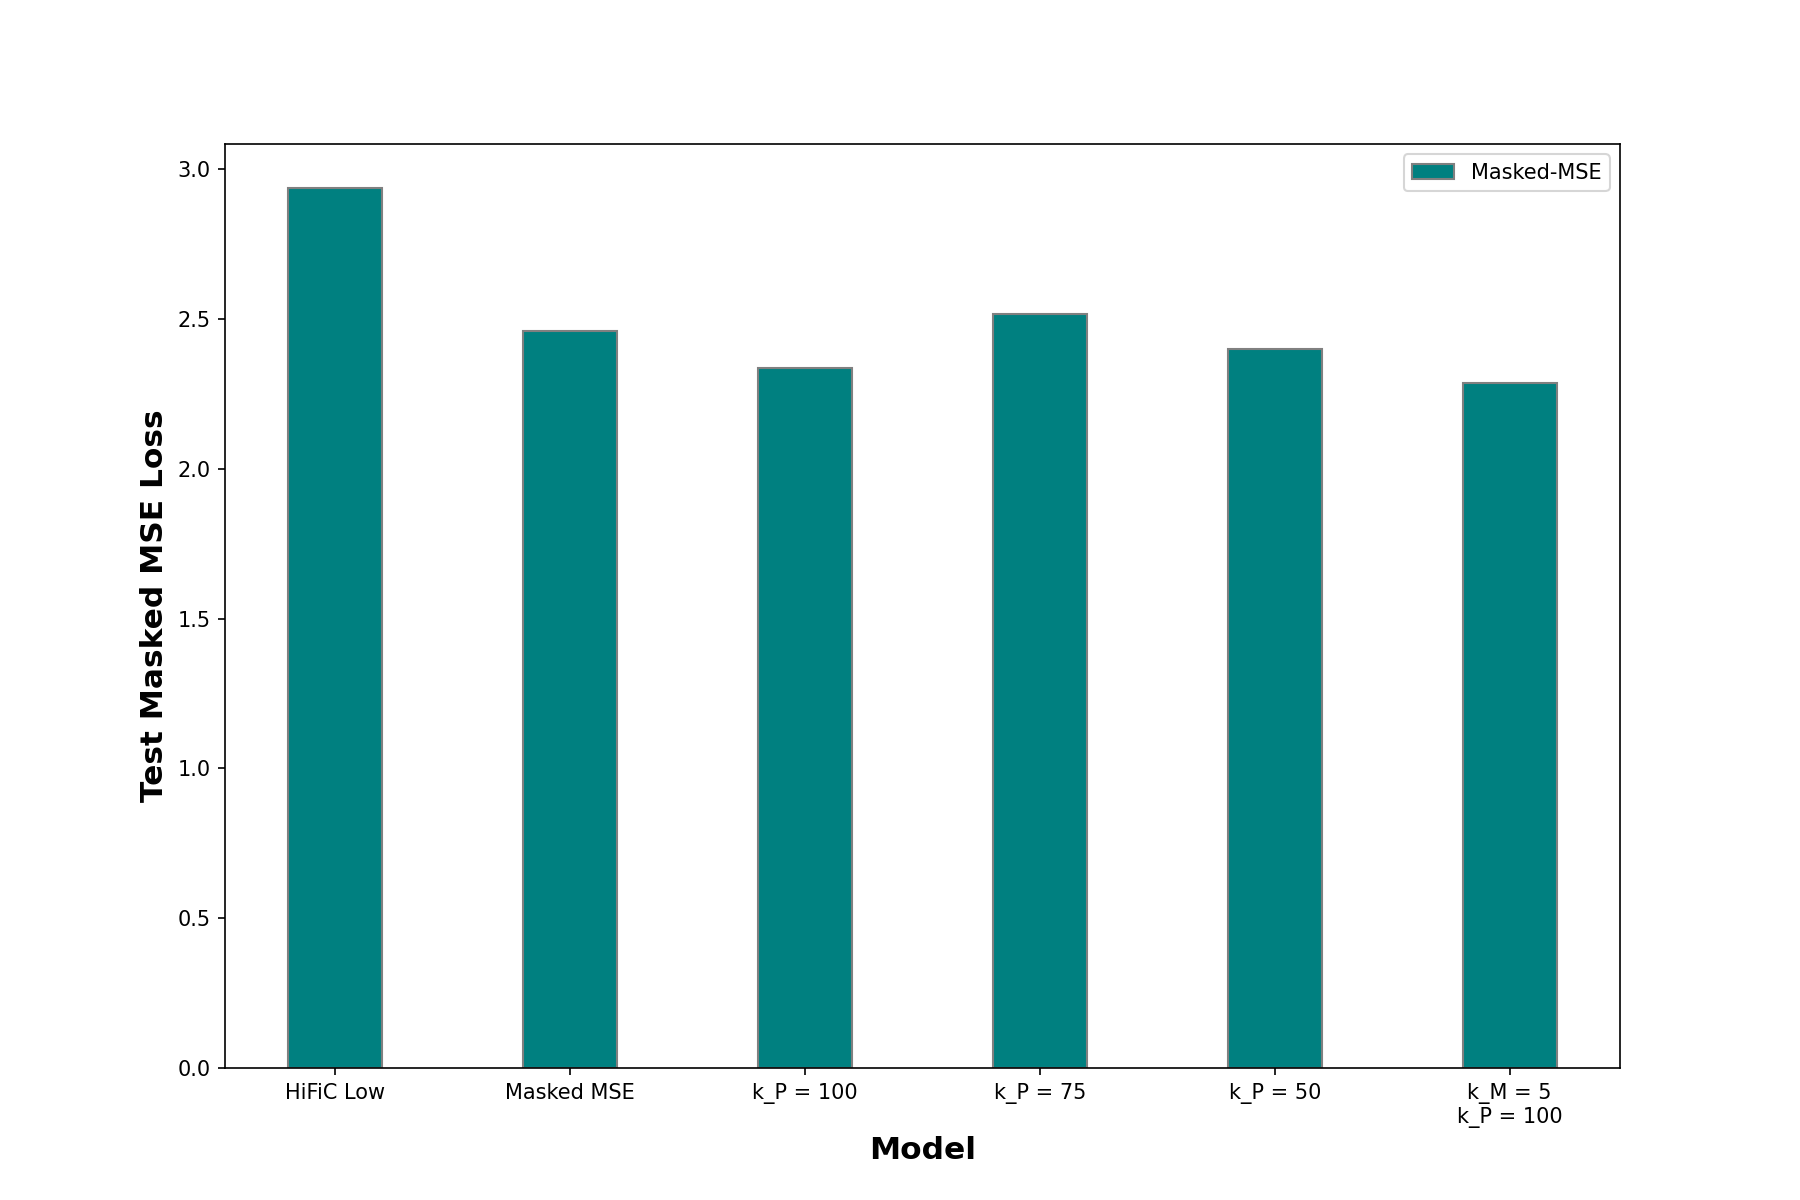 Masked-MSE
Test Masked MSE Loss
3.0
2.5
2.0
1.5
1.0
0.5
0.0
HiFiC Low
Masked MSE
k_P = 100
k_P = 75
k_P = 50
k_M = 5
k_P = 100
Model